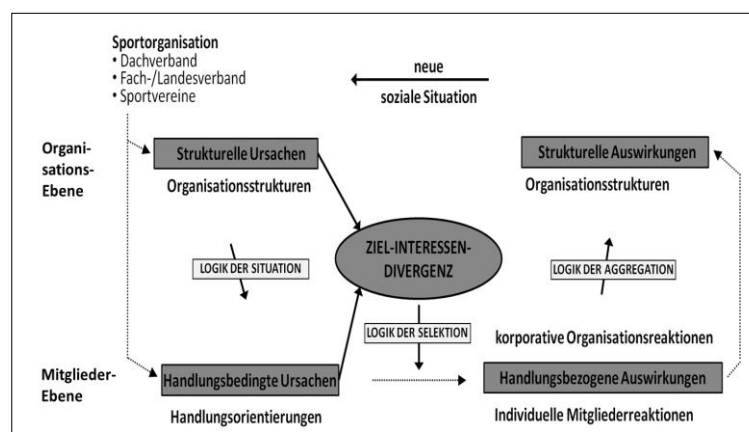 Sportorganisation
• Dachverband
• Fach-/Landesverband
• Sportvereine
neue
soziale Situation
Organi-
sations-
Ebene
Strukturelle Ursachen
Organisationsstrukturen
Strukturelle Auswirkungen
Organisationsstrukturen
ZIEL-INTERESSEN-
DIVERGENZ
LOGIK DER SITUATION
LOGIK DER AGGREGATION
LOGIK DER SELEKTION
korporative Organisationsreaktionen
Mitglieder-
Ebene
Handlungsbedingte Ursachen
Handlungsorientierungen
Handlungsbezogene Auswirkungen
Individuelle Mitgliederreaktionen